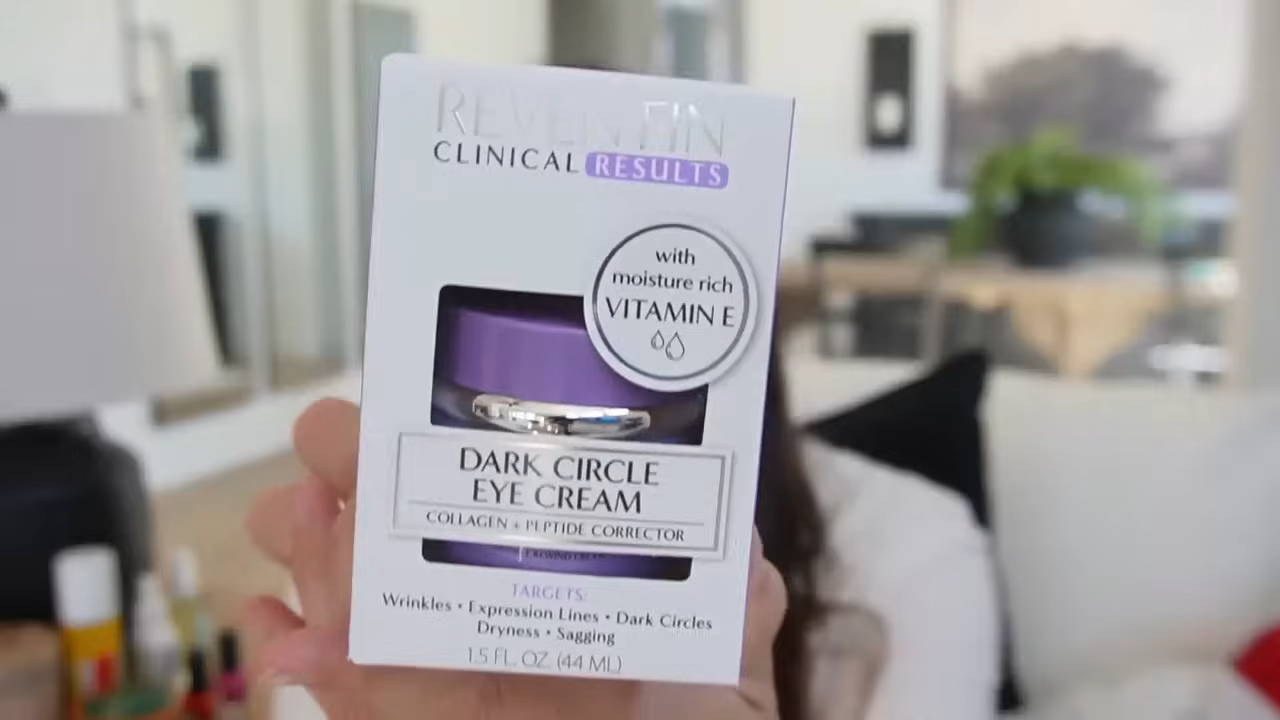 REVENTIN
CLINICAL RESULTS
with
moisture rich
VITAMIN E
DARK CIRCLE
EYE CREAM
COLLAGEN + PEPTIDE CORRECTOR
TARGETS:
Wrinkles • Expression Lines • Dark Circles
Dryness • Sagging
1.5 FL. OZ. (44 ML)